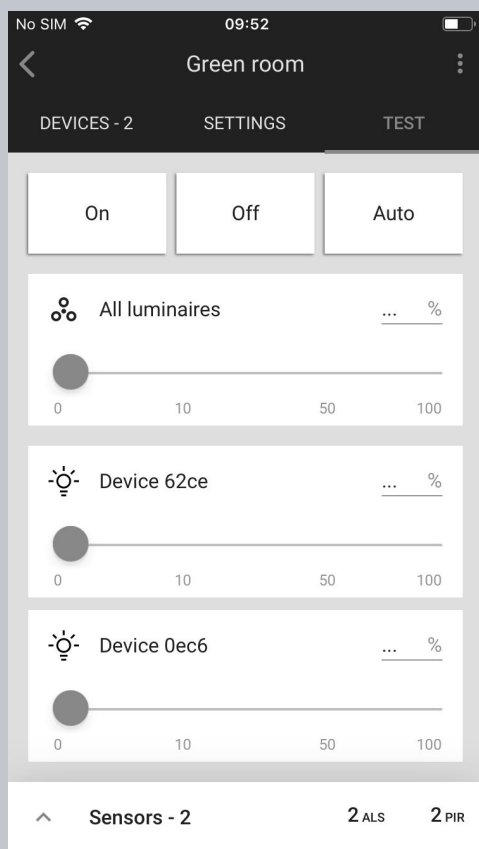 No SIM 09:52
Green room
DEVICES - 2 SETTINGS TEST
On Off Auto
All luminaires ... %
0 10 50 100
Device 62ce ... %
0 10 50 100
Device 0ec6 ... %
0 10 50 100
Sensors - 2 2 ALS 2 PIR